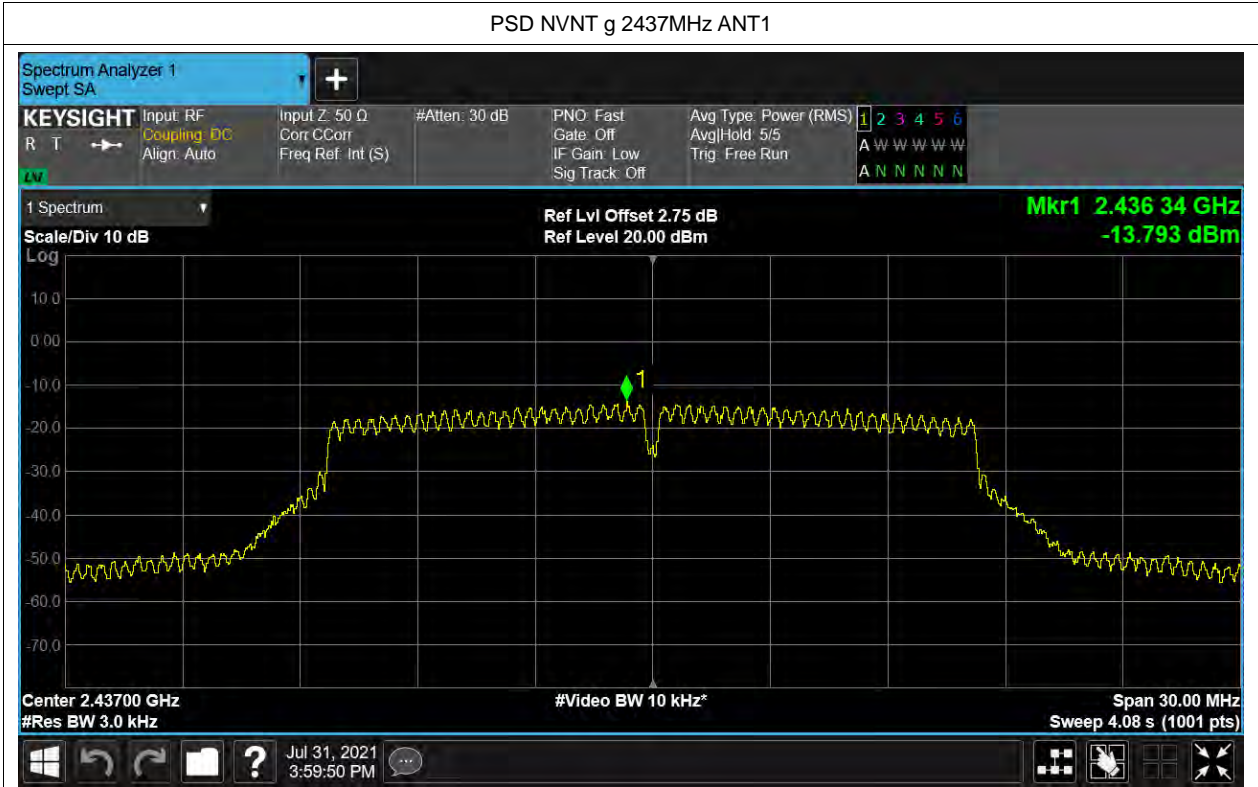 PSD NVNT g 2437MHz ANT1
Spectrum Analyzer 1
Swept SA
+
KEYSIGHT
R T
Input: RF
Coupling: DC
Align: Auto
Input Z: 50 Ω
Corr CCorr
Freq Ref: Int (S)
#Atten: 30 dB
PNO: Fast
Gate: Off
IF Gain: Low
Sig Track: Off
Avg Type: Power (RMS)
Avg|Hold: 5/5
Trig: Free Run
1 2 3 4 5 6
A W W W W W
A N N N N N
1 Spectrum
Scale/Div 10 dB
Log
Ref Lvl Offset 2.75 dB
Ref Level 20.00 dBm
Mkr1 2.436 34 GHz
-13.793 dBm
10.0
0.00
-10.0
-20.0
-30.0
-40.0
-50.0
-60.0
-70.0
1
Center 2.43700 GHz
#Res BW 3.0 kHz
#Video BW 10 kHz*
Span 30.00 MHz
Sweep 4.08 s (1001 pts)
?
Jul 31, 2021
3:59:50 PM